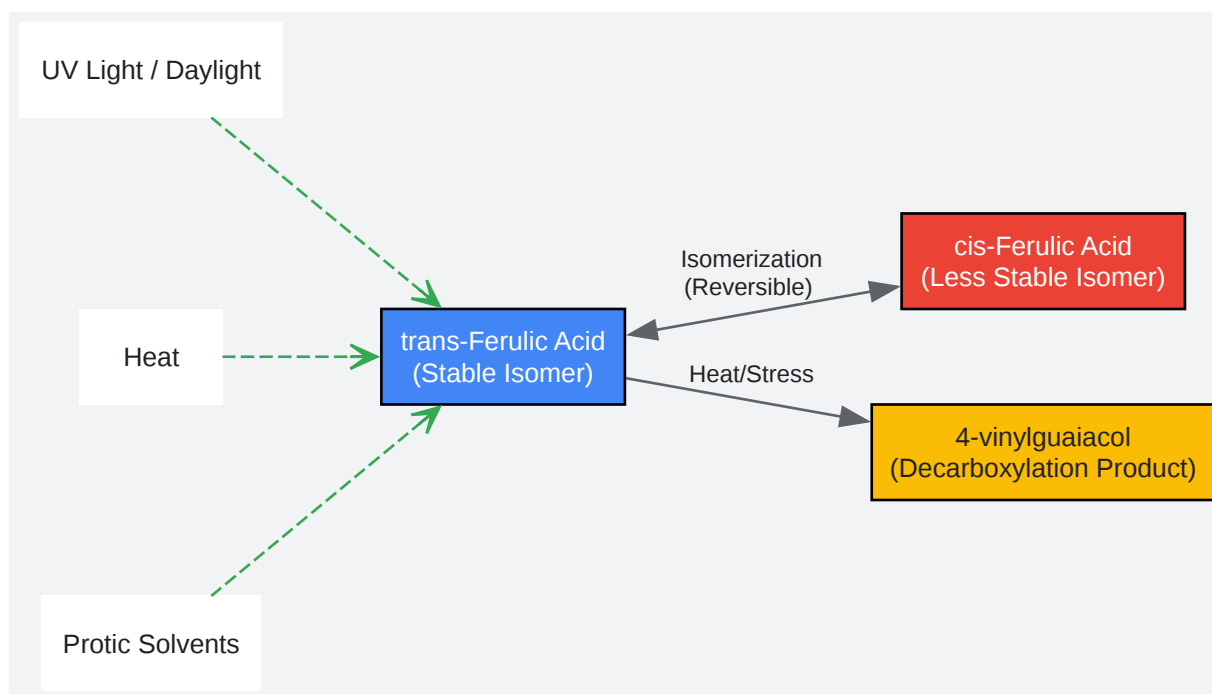 UV Light / Daylight
Heat
Protic Solvents
trans-Ferulic Acid
(Stable Isomer)
Isomerization
(Reversible)
Heat/Stress
cis-Ferulic Acid
(Less Stable Isomer)
4-vinylguaiacol
(Decarboxylation Product)